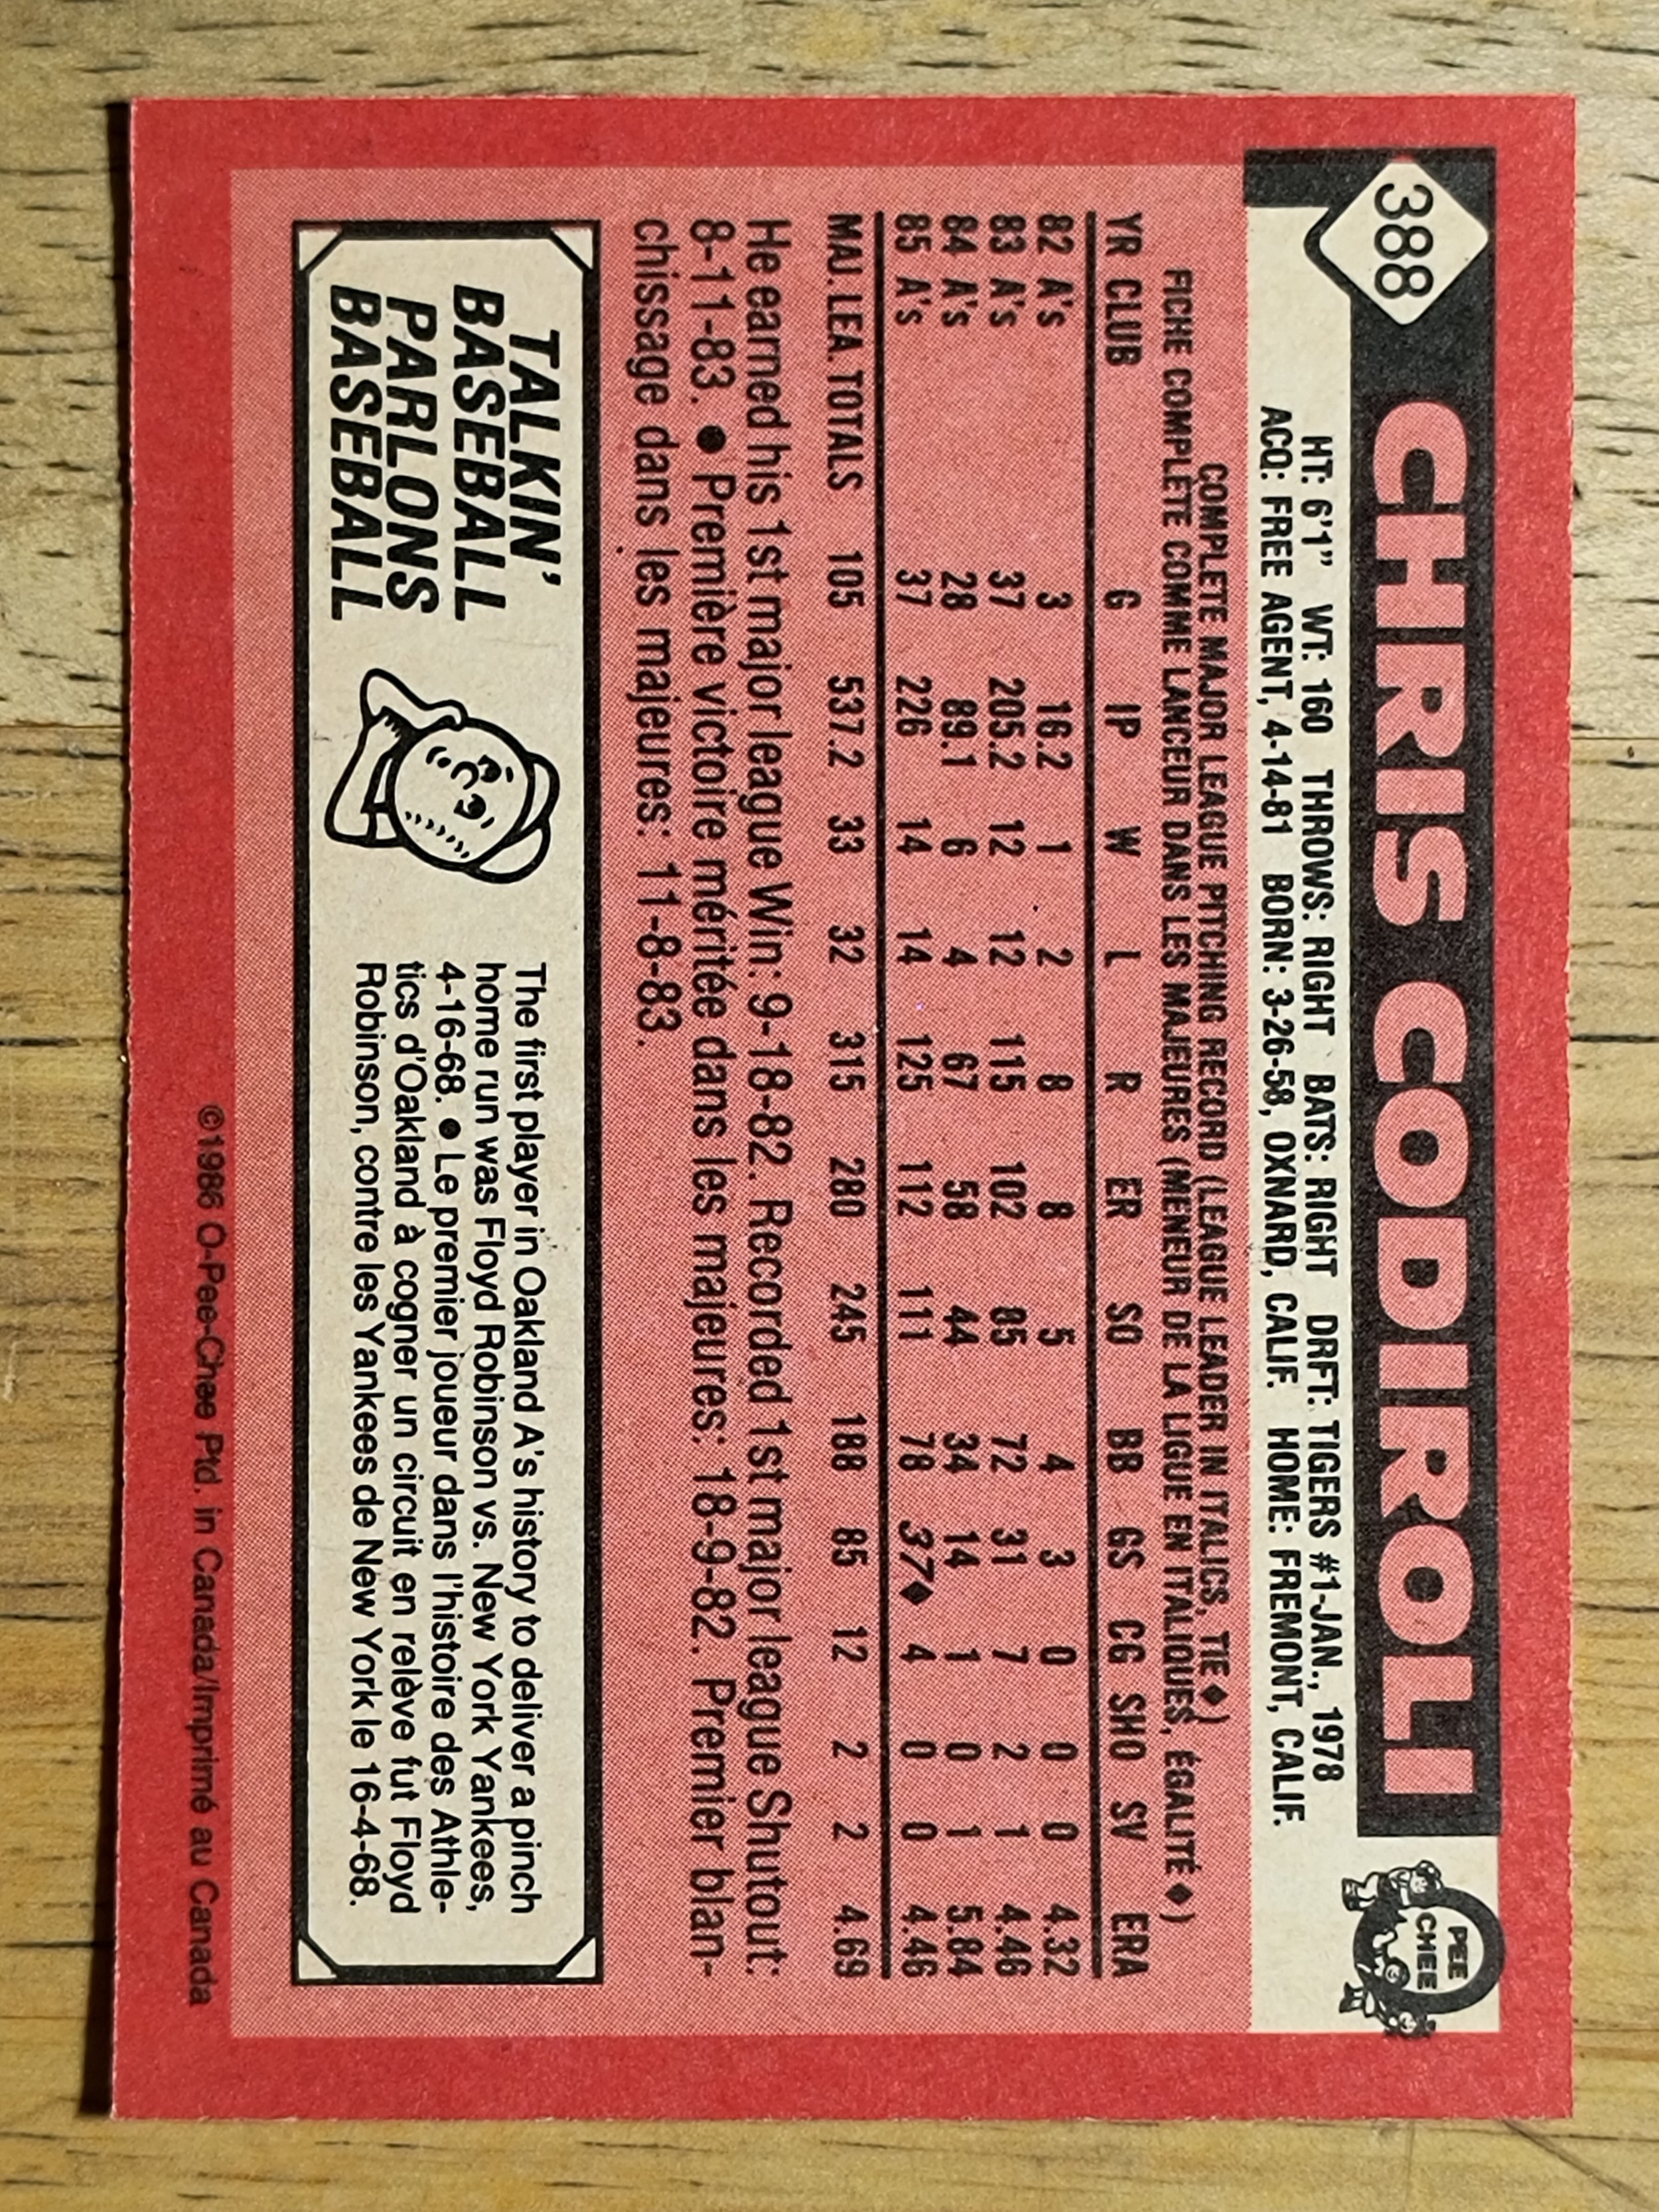 388 CHRIS CODIROLI
PEE
CHEE
HT: 6'1" WT: 160 THROWS: RIGHT BATS: RIGHT DRFT: TIGERS #1-JAN., 1978
ACQ: FREE AGENT, 4-14-81 BORN: 3-26-58, OXNARD, CALIF. HOME: FREMONT, CALIF.
COMPLETE MAJOR LEAGUE PITCHING RECORD (LEAGUE LEADER IN ITALICS, TIE♦)
FICHE COMPLÈTE COMME LANCEUR DANS LES MAJEURES (MENEUR DE LA LIGUE EN ITALIQUES, ÉGALITÉ♦)
YR CLUB G IP W L R ER SO BB GS CG SHO SV ERA
82 A's 3 16.2 1 2 8 8 5 4 3 0 0 0 4.32
83 A's 37 205.2 12 12 115 102 85 72 31 7 2 1 4.46
84 A's 28 89.1 6 4 67 58 44 34 14 1 0 1 5.84
85 A's 37 226 14 14 125 112 111 78 37♦ 4 0 0 4.46
MAJ. LEA. TOTALS 105 537.2 33 32 315 280 245 188 85 12 2 2 4.69
He earned his 1st major league Win: 9-18-82. Recorded 1st major league Shutout:
8-11-83. ● Première victoire méritée dans les majeures: 18-9-82. Premier blan-
chissage dans les majeures: 11-8-83.
TALKIN'
BASEBALL
PARLONS
BASEBALL
The first player in Oakland A's history to deliver a pinch
home run was Floyd Robinson vs. New York Yankees,
4-16-68. ● Le premier joueur dans l'histoire des Athle-
tics d'Oakland à cogner un circuit en relève fut Floyd
Robinson, contre les Yankees de New York le 16-4-68.
©1986 O-Pee-Chee Ptd. in Canada/Imprimé au Canada